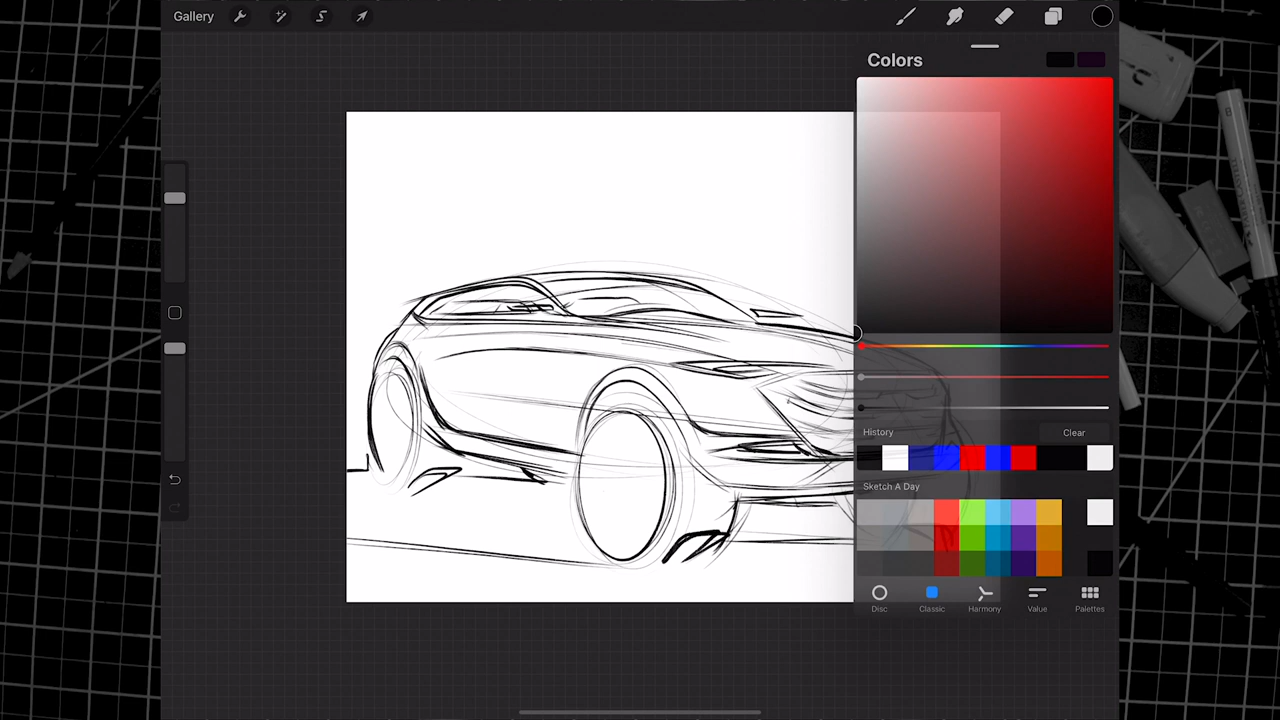 Gallery
Colors
History
Clear
Sketch A Day
Disc
Classic
Harmony
Value
Palettes